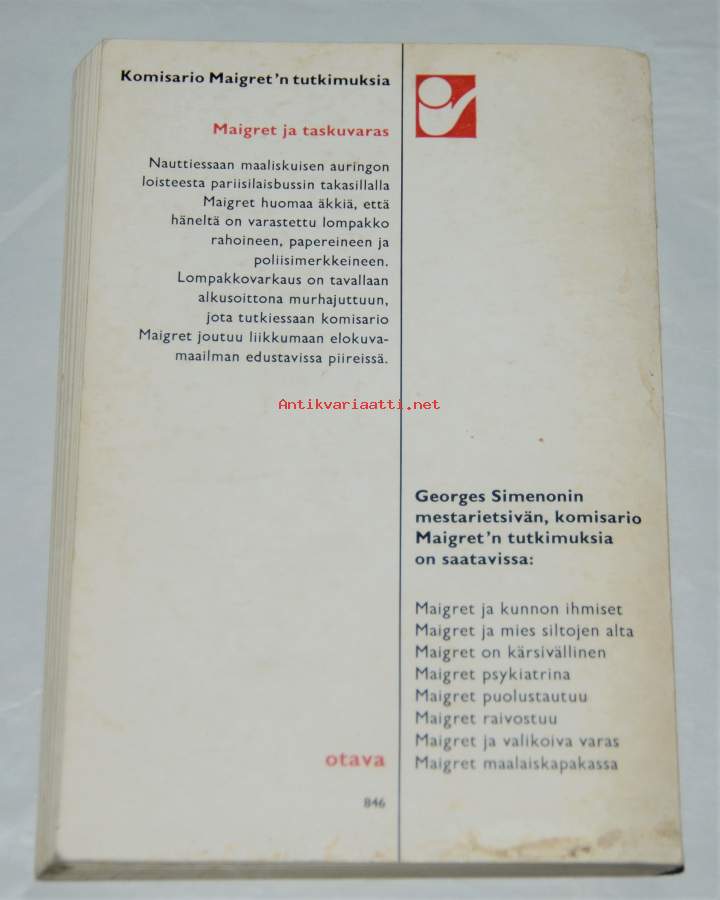 Komisario Maigret'n tutkimuksia
Maigret ja taskuvaras
Nauttiessaan maaliskuisen auringon
loisteesta pariisilaisbussin takasillalla
Maigret huomaa äkkiä, että
häneltä on varastettu lompakko
rahoineen, papereineen ja
poliisimerkkeineen.
Lompakkovarkaus on tavallaan
alkusoittona murhajuttuun,
jota tutkiessaan komisario
Maigret joutuu liikkumaan elokuva-
maailman edustavissa piireissä.
Antikvariaatti.net
otava
846
Georges Simenonin
mestarietsivän, komisario
Maigret'n tutkimuksia
on saatavissa:
Maigret ja kunnon ihmiset
Maigret ja mies siltojen alta
Maigret on kärsivällinen
Maigret psykiatrina
Maigret puolustautuu
Maigret raivostuu
Maigret ja valikoiva varas
Maigret maalaiskapakassa